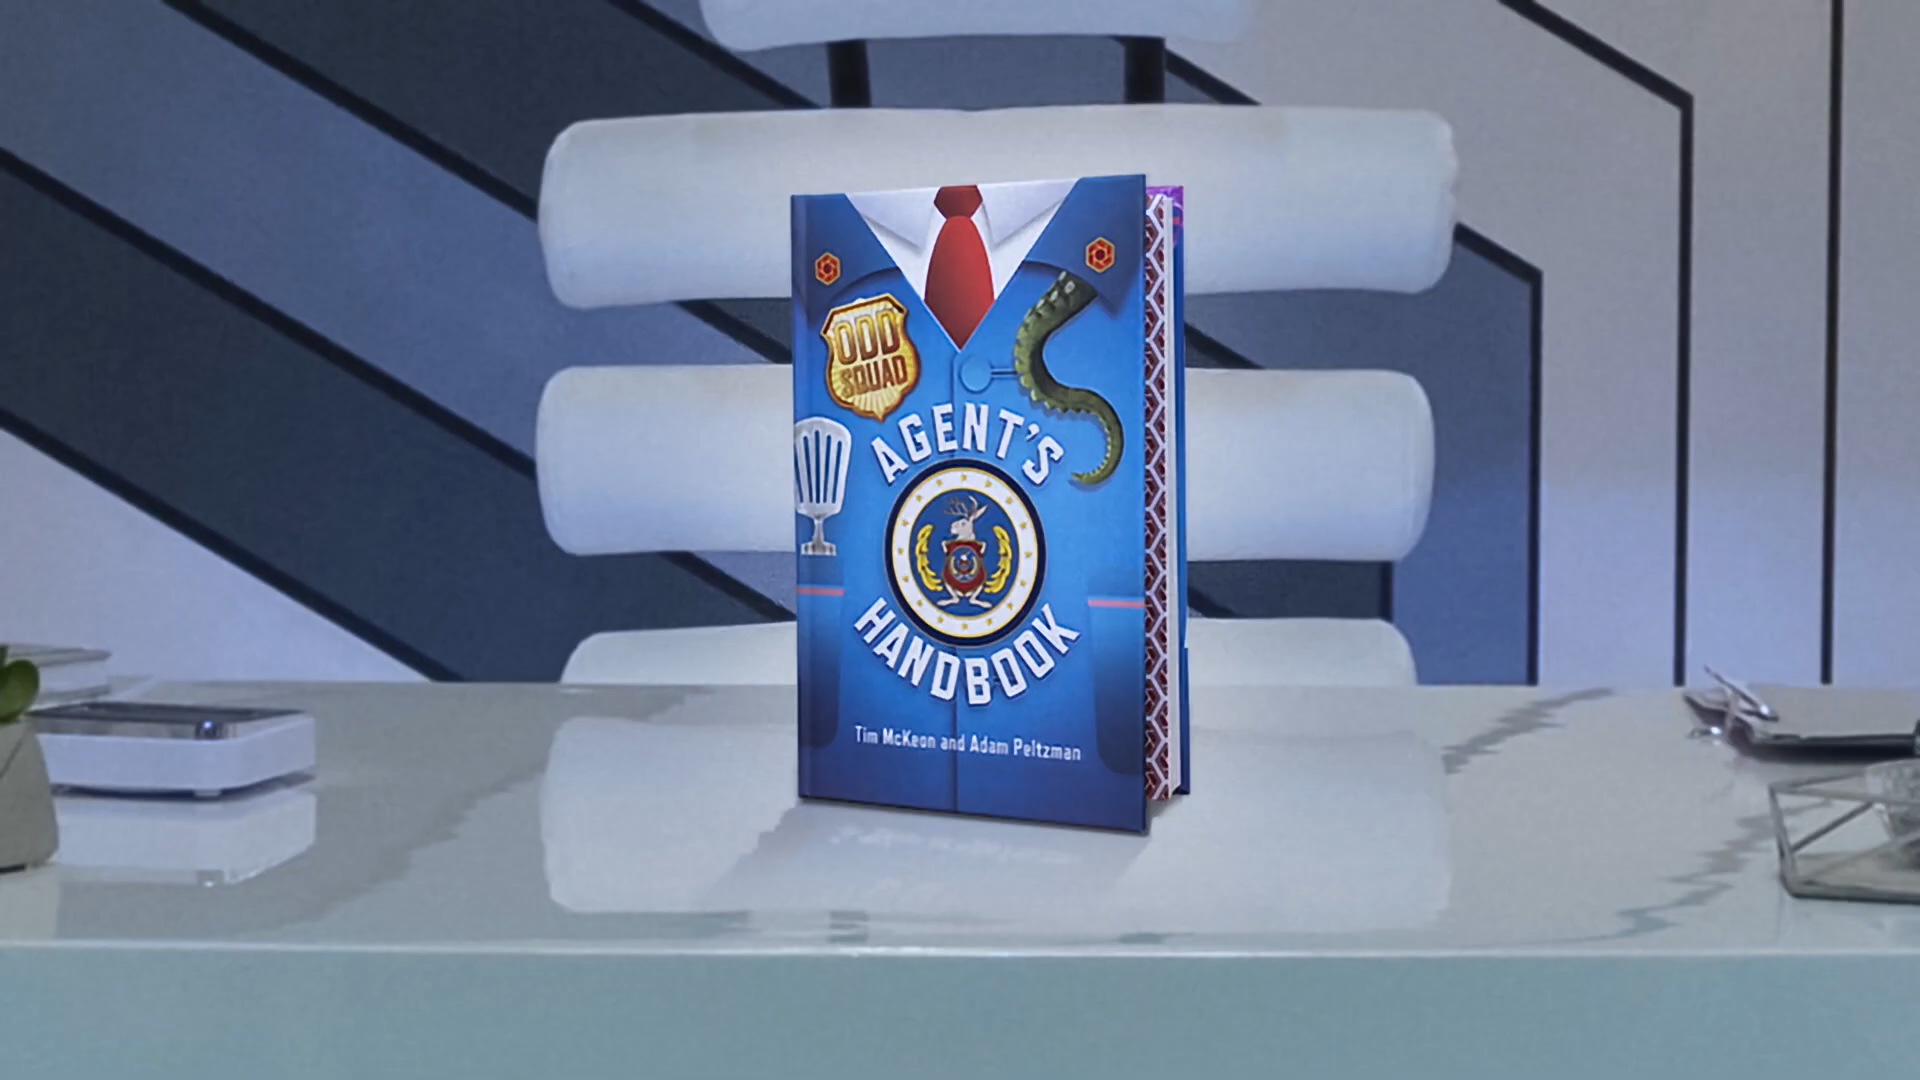 ODD
SQUAD
AGENT'S
HANDBOOK
Tim McKeon and Adam Peltzman